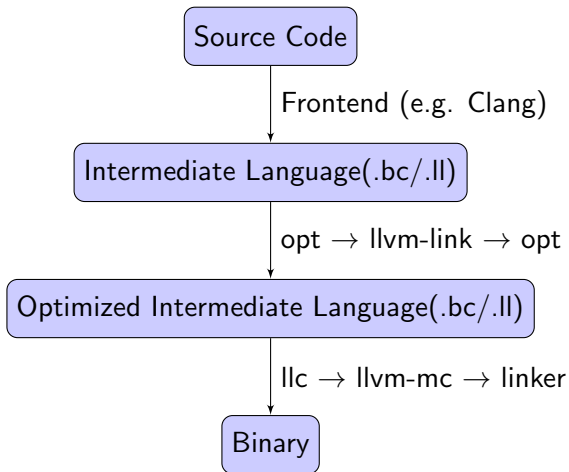 Source Code
Frontend (e.g. Clang)
Intermediate Language(.bc/.ll)
opt → llvm-link → opt
Optimized Intermediate Language(.bc/.ll)
llc → llvm-mc → linker
Binary